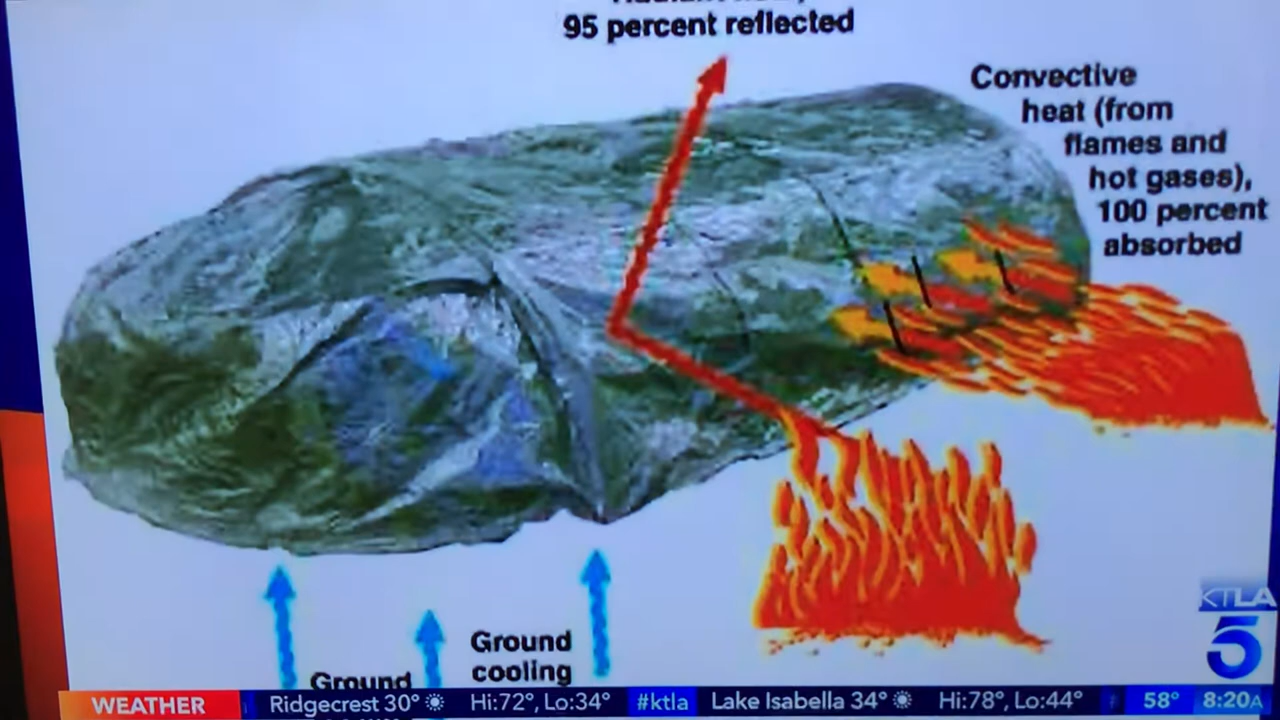 95 percent reflected
Convective
heat (from
flames and
hot gases),
100 percent
absorbed
Ground
cooling
Ground
KTLA
5
WEATHER
Ridgecrest 30° Hi:72°, Lo:34° #ktla Lake Isabella 34° Hi:78°, Lo:44° 58° 8:20A